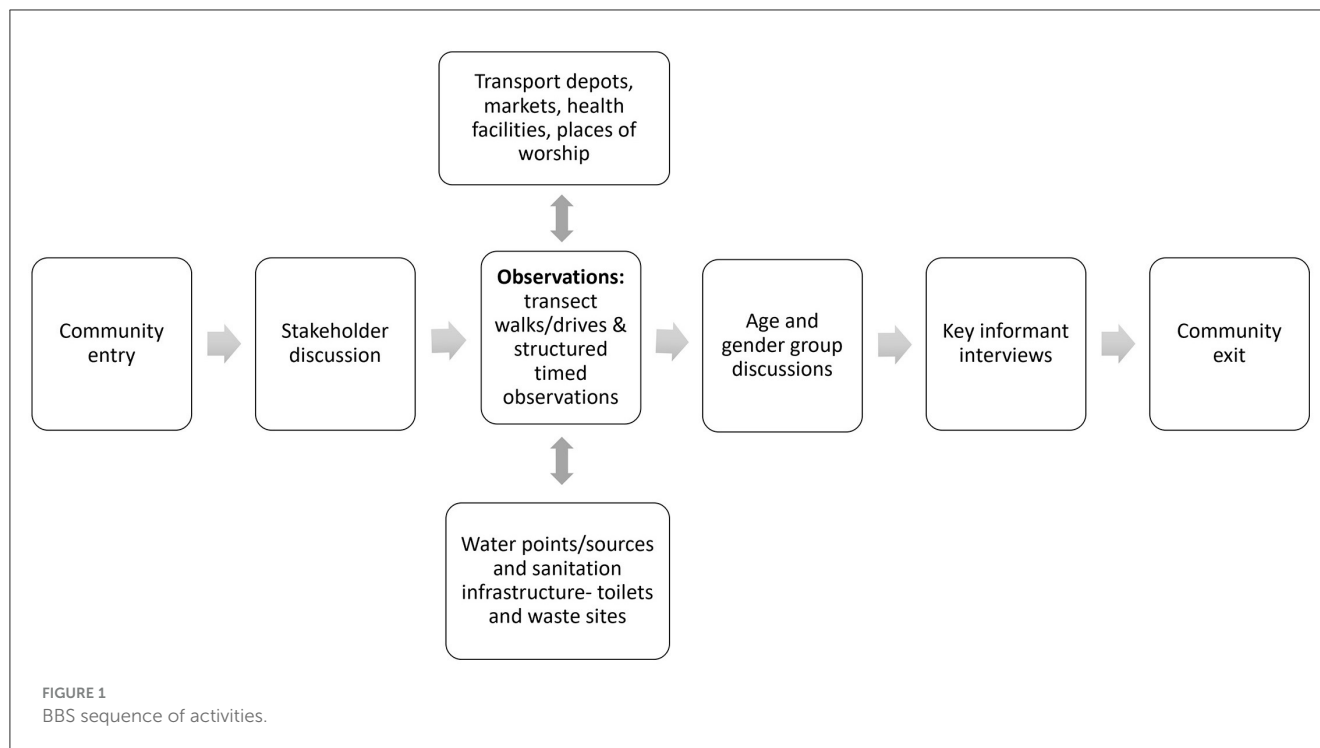 Transport depots,
markets, health
facilities, places of
worship
Community
entry
Stakeholder
discussion
Observations:
transect
walks/drives &
structured
timed
observations
Age and
gender group
discussions
Key informant
interviews
Community
exit
Water points/sources
and sanitation
infrastructure- toilets
and waste sites
FIGURE 1
BBS sequence of activities.